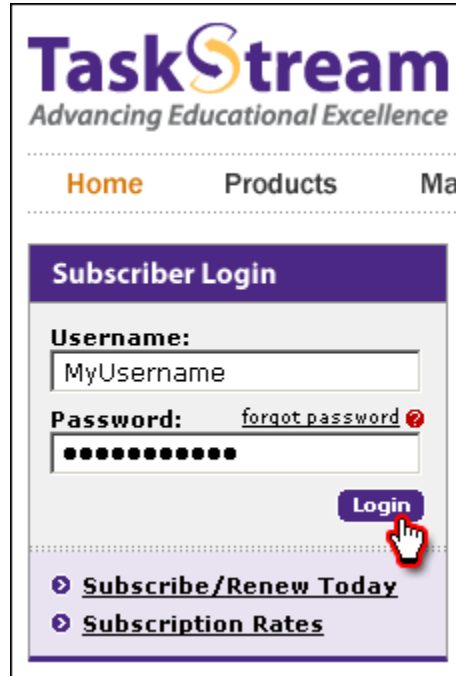 TaskStream
Advancing Educational Excellence
Home Products Ma
Subscriber Login
Username:
MyUsername
Password: forgot password ?
●●●●●●●●●●●
Login
Subscribe/Renew Today
Subscription Rates